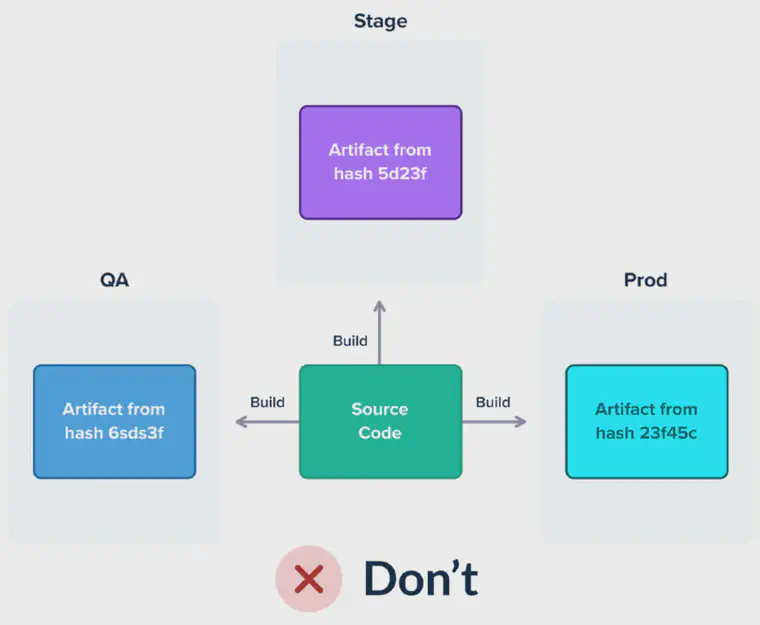 Stage
Artifact from
hash 5d23f
QA
Prod
Build
Artifact from
hash 6sds3f
Build
Source
Code
Build
Artifact from
hash 23f45c
Don't